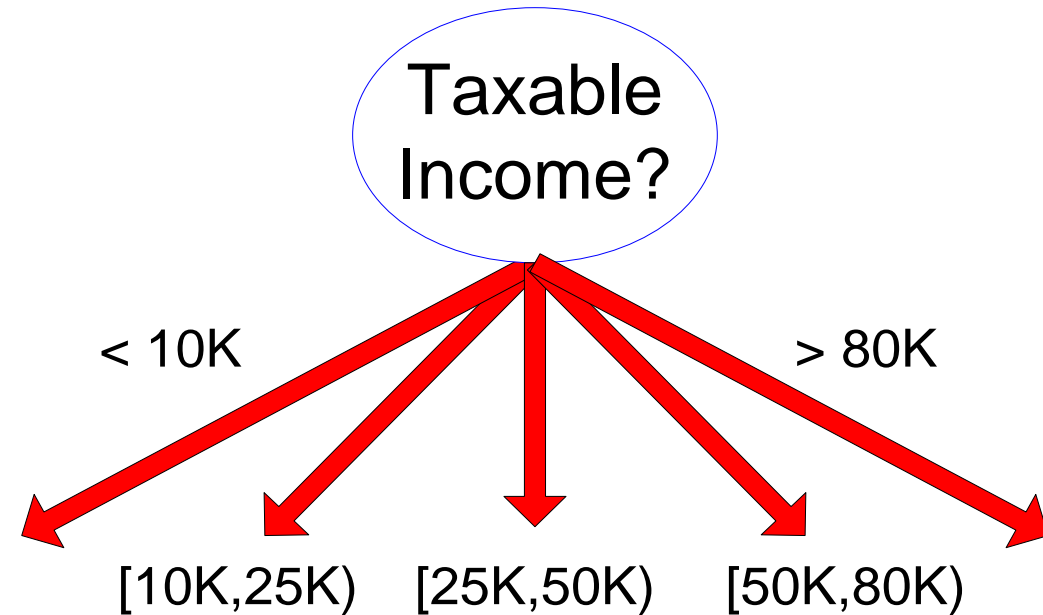 Taxable
Income?
< 10K
> 80K
[10K,25K)
[25K,50K)
[50K,80K)